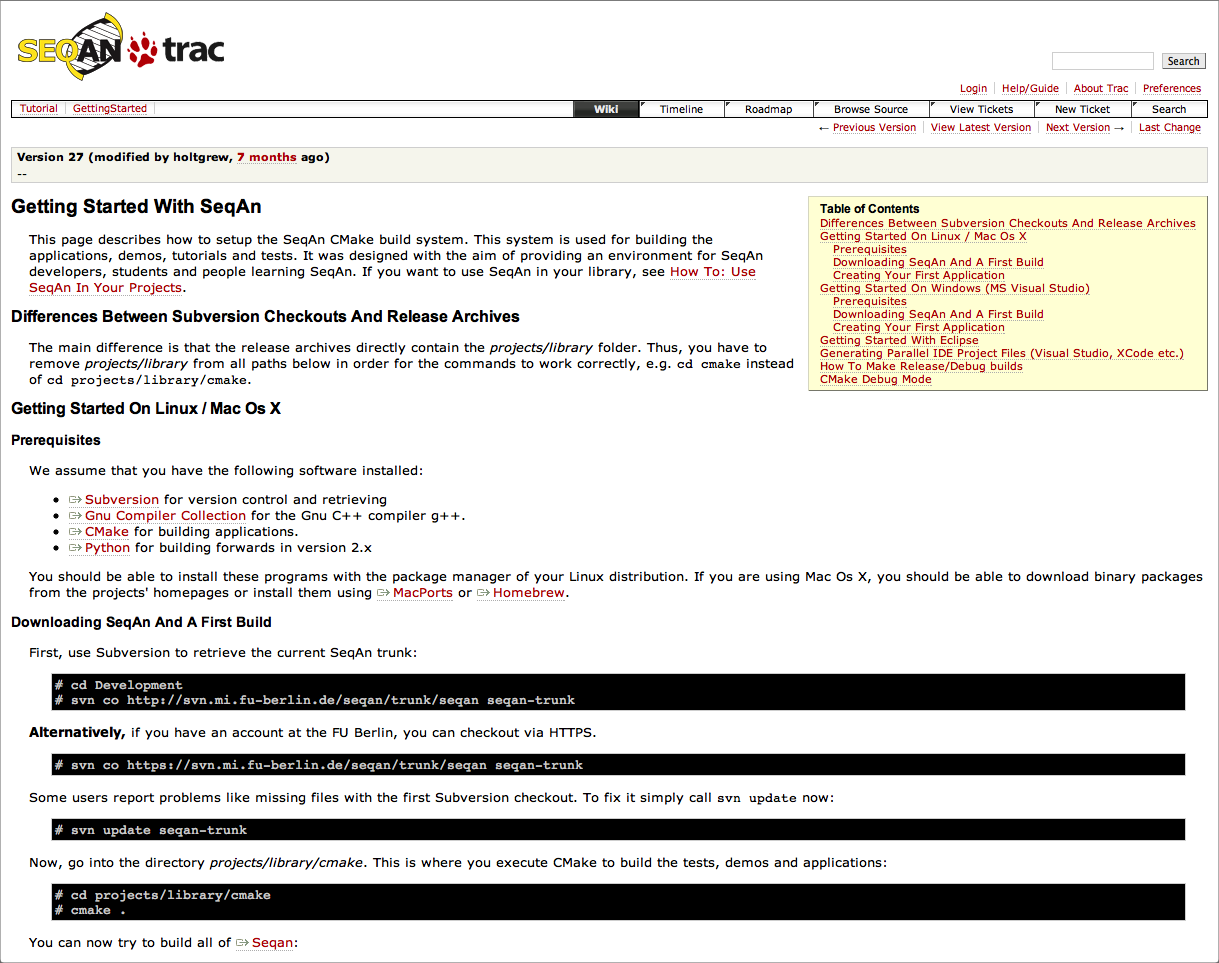 SEQAN trac
Search
Login Help/Guide About Trac Preferences
Tutorial GettingStarted Wiki Timeline Roadmap Browse Source View Tickets New Ticket Search
← Previous Version View Latest Version Next Version → Last Change
Version 27 (modified by holtgrew, 7 months ago)
--
Getting Started With SeqAn
This page describes how to setup the SeqAn CMake build system. This system is used for building the
applications, demos, tutorials and tests. It was designed with the aim of providing an environment for SeqAn
developers, students and people learning SeqAn. If you want to use SeqAn in your library, see How To: Use
SeqAn In Your Projects.
Table of Contents
Differences Between Subversion Checkouts And Release Archives
Getting Started On Linux / Mac Os X
Prerequisites
Downloading SeqAn And A First Build
Creating Your First Application
Getting Started On Windows (MS Visual Studio)
Prerequisites
Downloading SeqAn And A First Build
Creating Your First Application
Getting Started With Eclipse
Generating Parallel IDE Project Files (Visual Studio, XCode etc.)
How To Make Release/Debug builds
CMake Debug Mode
Differences Between Subversion Checkouts And Release Archives
The main difference is that the release archives directly contain the projects/library folder. Thus, you have to
remove projects/library from all paths below in order for the commands to work correctly, e.g. cd cmake instead
of cd projects/library/cmake.
Getting Started On Linux / Mac Os X
Prerequisites
We assume that you have the following software installed:
• Subversion for version control and retrieving
• Gnu Compiler Collection for the Gnu C++ compiler g++.
• CMake for building applications.
• Python for building forwards in version 2.x
You should be able to install these programs with the package manager of your Linux distribution. If you are using Mac Os X, you should be able to download binary packages
from the projects' homepages or install them using MacPorts or Homebrew.
Downloading SeqAn And A First Build
First, use Subversion to retrieve the current SeqAn trunk:
# cd Development
# svn co http://svn.mi.fu-berlin.de/seqan/trunk/seqan seqan-trunk
Alternatively, if you have an account at the FU Berlin, you can checkout via HTTPS.
# svn co https://svn.mi.fu-berlin.de/seqan/trunk/seqan seqan-trunk
Some users report problems like missing files with the first Subversion checkout. To fix it simply call svn update now:
# svn update seqan-trunk
Now, go into the directory projects/library/cmake. This is where you execute CMake to build the tests, demos and applications:
# cd projects/library/cmake
# cmake .
You can now try to build all of Seqan: